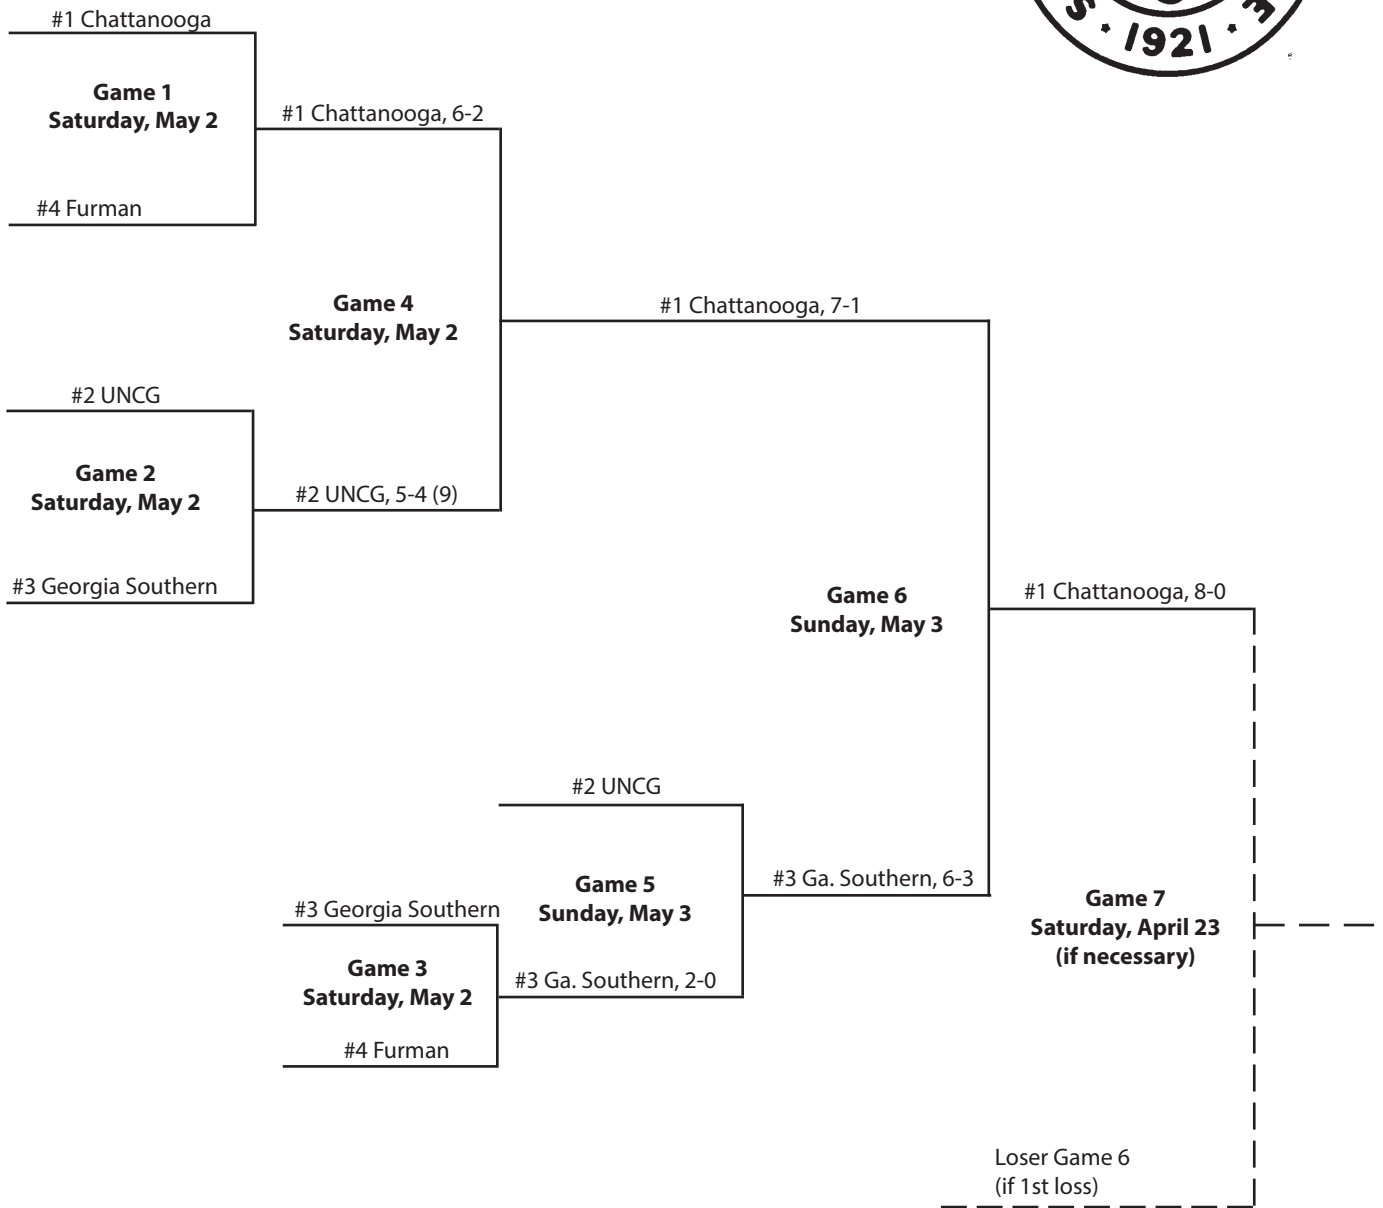 #1 Chattanooga
S · 1921 · E
Game 1
Saturday, May 2
#1 Chattanooga, 6-2
#4 Furman
Game 4
Saturday, May 2
#1 Chattanooga, 7-1
#2 UNCG
Game 2
Saturday, May 2
#2 UNCG, 5-4 (9)
#3 Georgia Southern
Game 6
Sunday, May 3
#1 Chattanooga, 8-0
#2 UNCG
Game 5
Sunday, May 3
#3 Ga. Southern, 6-3
#3 Georgia Southern
Game 3
Saturday, May 2
#3 Ga. Southern, 2-0
#4 Furman
Game 7
Saturday, April 23
(if necessary)
Loser Game 6
(if 1st loss)